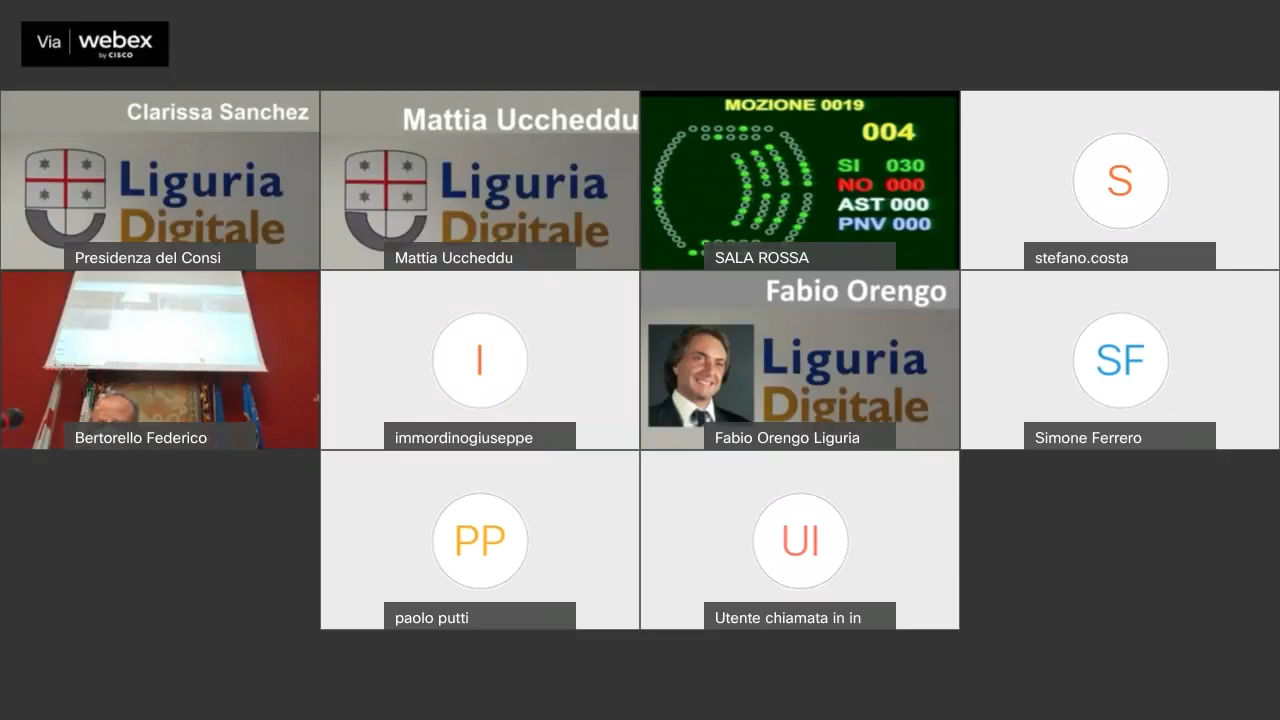 Via webex
by CISCO
Clarissa Sanchez
Liguria
Digitale
Presidenza del Consi
Mattia Uccheddu
Liguria
Digitale
Mattia Uccheddu
MOZIONE 0019
004
SI 030
NO 000
AST 000
PNV 000
SALA ROSSA
S
stefano.costa
Bertorello Federico
I
immordinogiuseppe
Fabio Orengo
Liguria
Digitale
Fabio Orengo Liguria
SF
Simone Ferrero
PP
paolo putti
UI
Utente chiamata in in